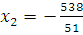 x₂ = −538/51